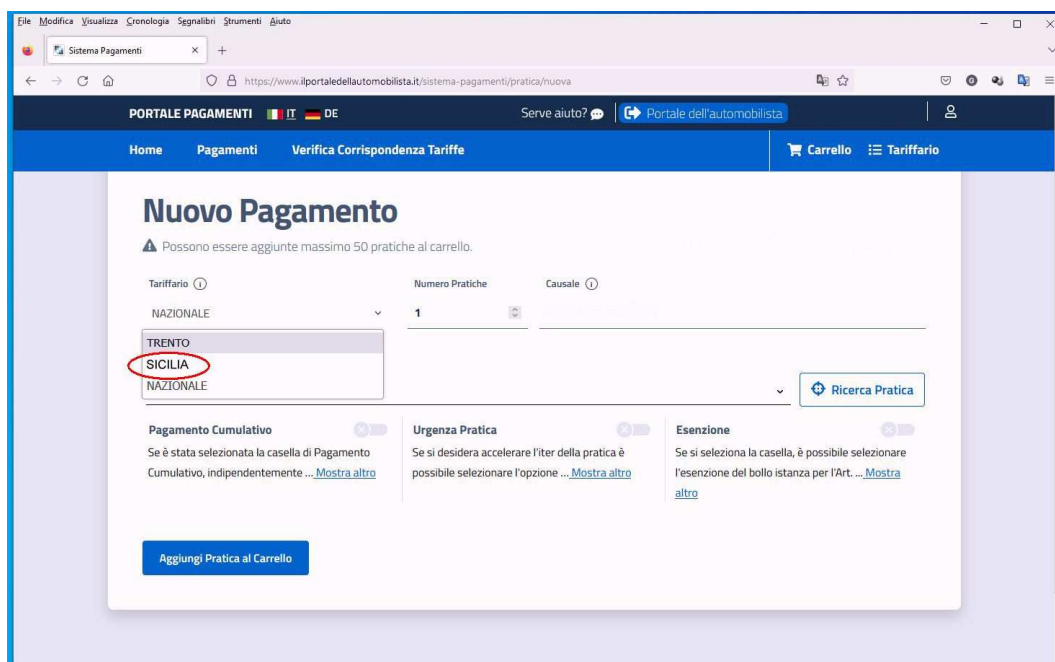 File Modifica Visualizza Cronologia Segnalibri Strumenti Aiuto
Sistema Pagamenti
https://www.ilportaledellautomobilista.it/sistema-pagamenti/pratica/nuova
PORTALE PAGAMENTI IT DE Serve aiuto? Portale dell'automobilista
Home Pagamenti Verifica Corrispondenza Tariffe Carrello Tariffario
Nuovo Pagamento
Possono essere aggiunte massimo 50 pratiche al carrello.
Tariffario Numero Pratiche Causale
NAZIONALE 1
TRENTO
SICILIA
NAZIONALE
Ricerca Pratica
Pagamento Cumulativo
Se è stata selezionata la casella di Pagamento
Cumulativo, indipendentemente ... Mostra altro
Urgenza Pratica
Se si desidera accelerare l'iter della pratica è
possibile selezionare l'opzione ... Mostra altro
Esenzione
Se si seleziona la casella, è possibile selezionare
l'esenzione del bollo istanza per l'Art. ... Mostra
altro
Aggiungi Pratica al Carrello